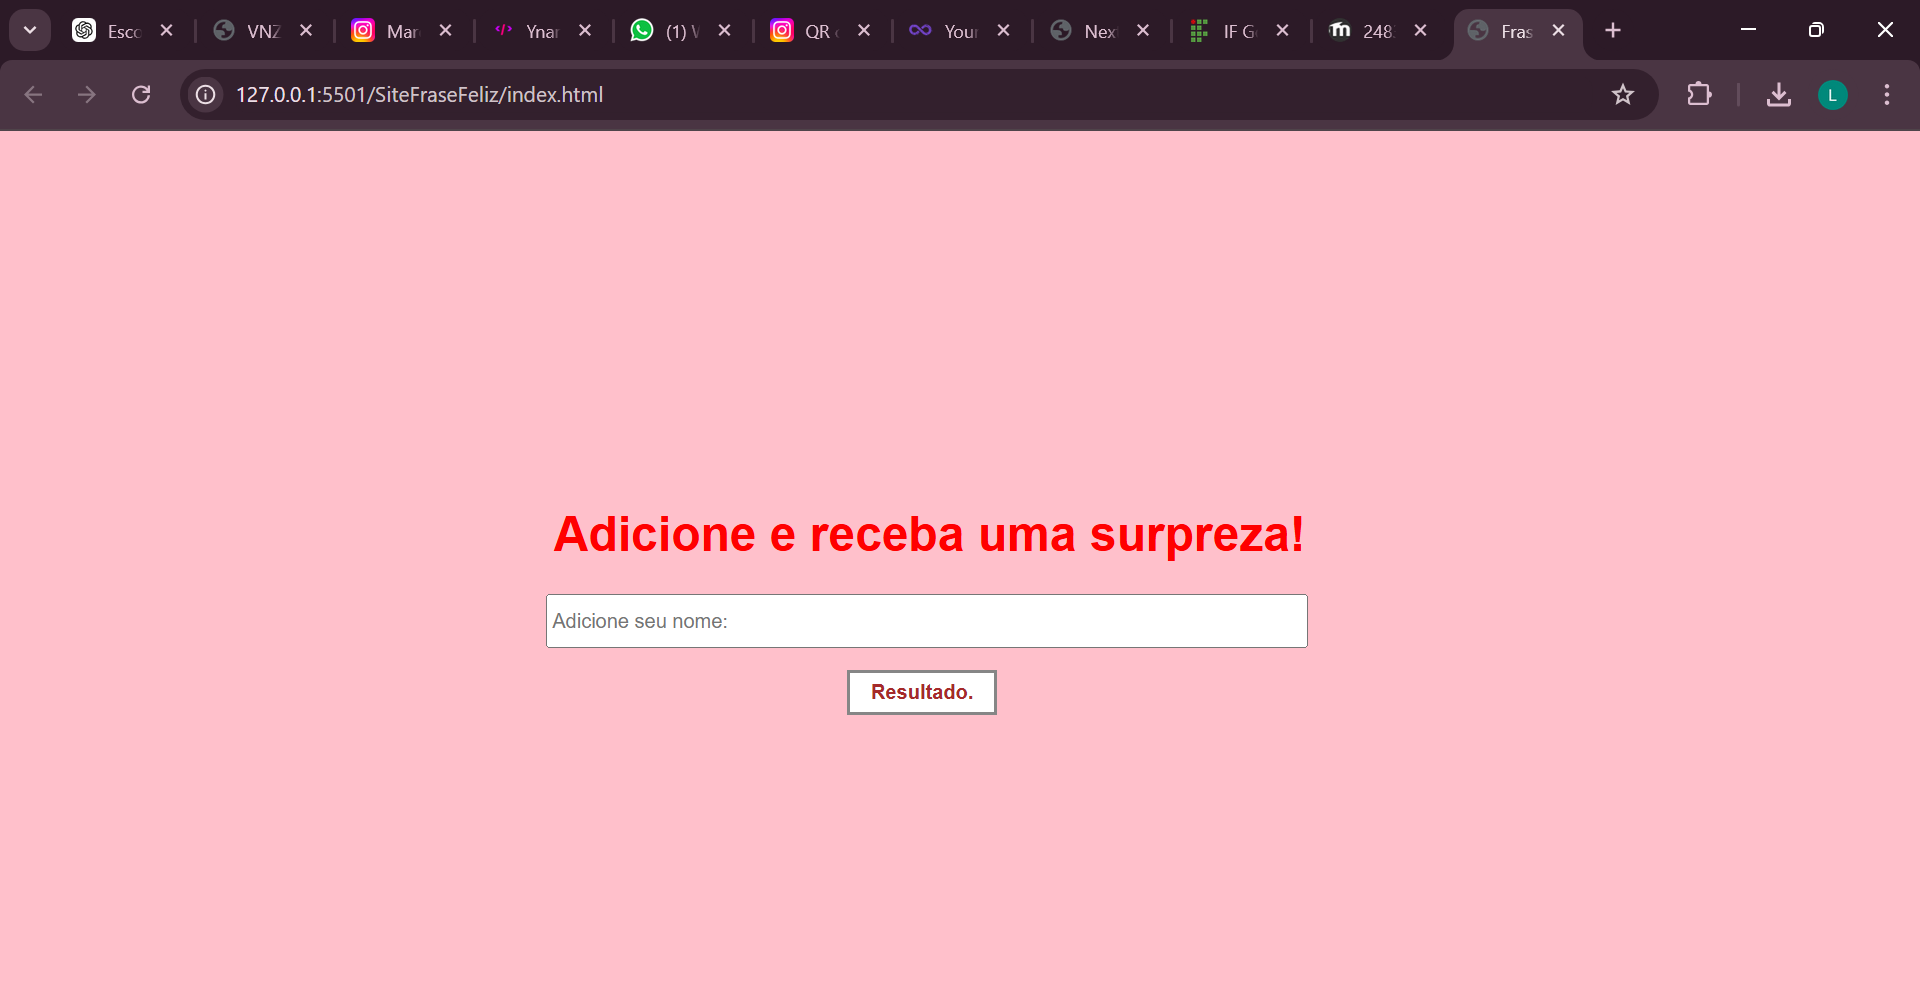 Esco VNZ Mar Ynar (1) QR You Nex IF G 248 Fras
127.0.0.1:5501/SiteFraseFeliz/index.html
L
Adicione e receba uma surpreza!
Adicione seu nome:
Resultado.